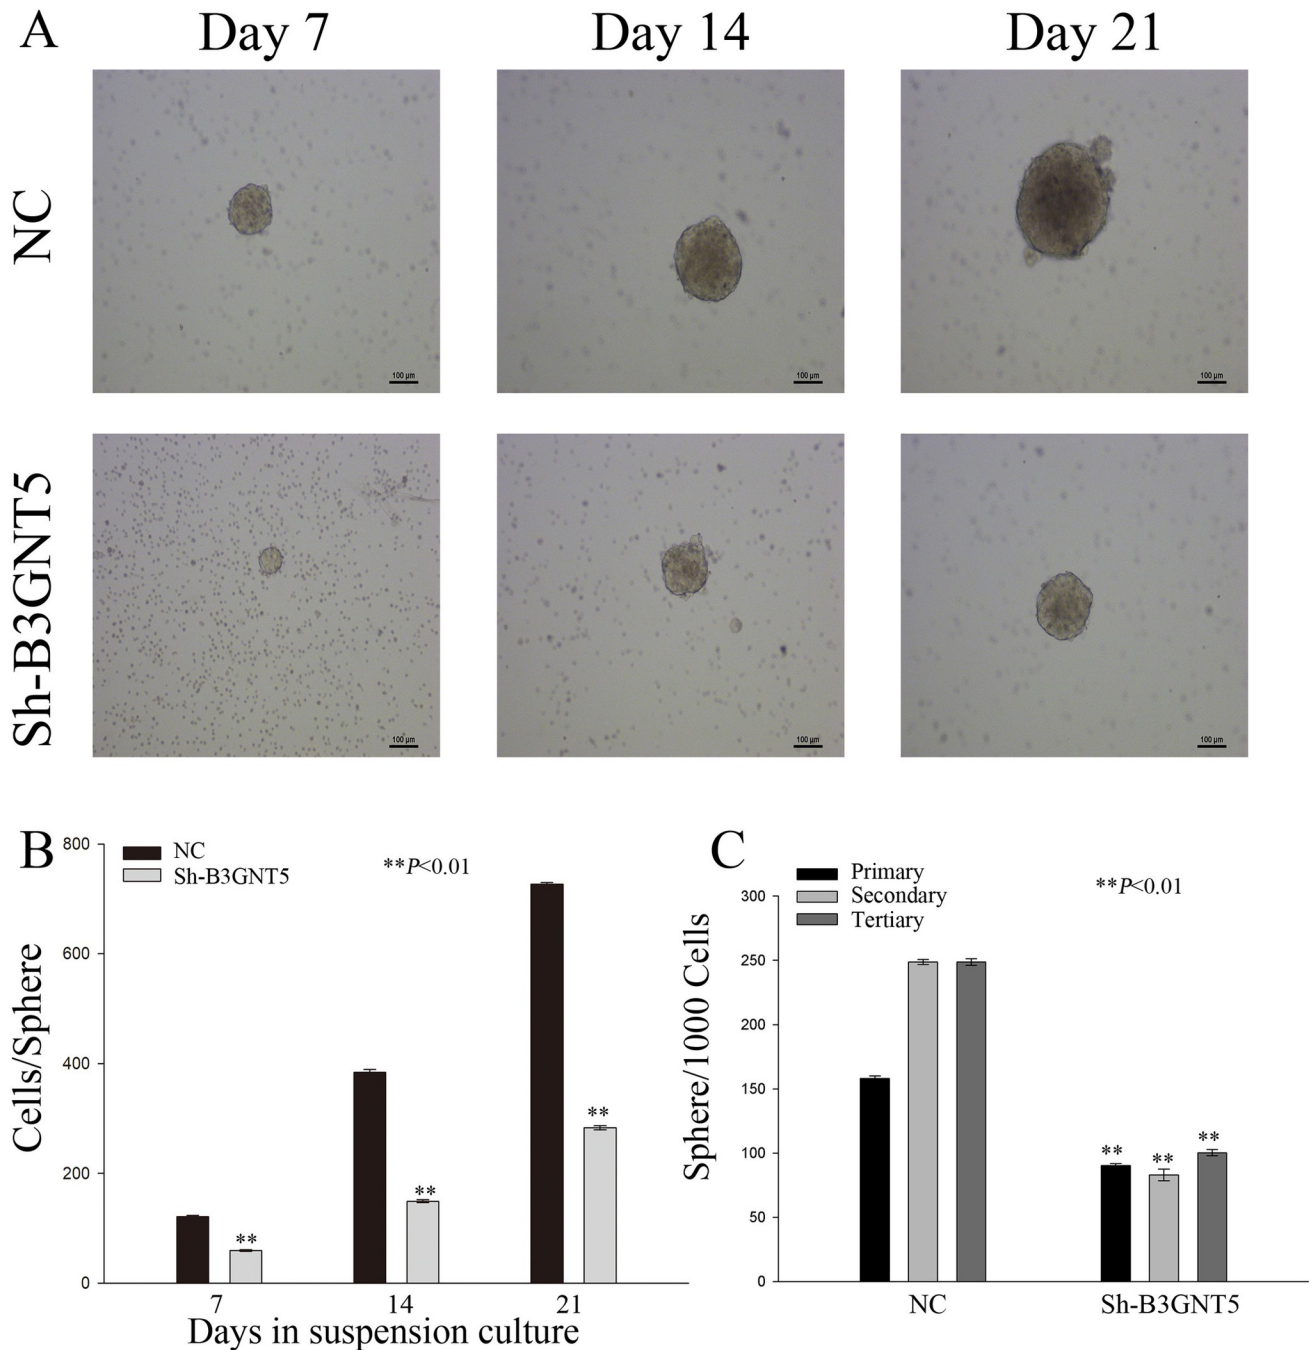 A
Day 7
Day 14
Day 21
NC
100 μm
100 μm
100 μm
Sh-B3GNT5
100 μm
100 μm
100 μm
B
NC
Sh-B3GNT5
**P<0.01
Cells/Sphere
800
600
400
200
0
**
**
**
7
14
21
Days in suspension culture
C
Primary
Secondary
Tertiary
**P<0.01
Sphere/1000 Cells
300
250
200
150
100
50
0
**
**
**
NC
Sh-B3GNT5